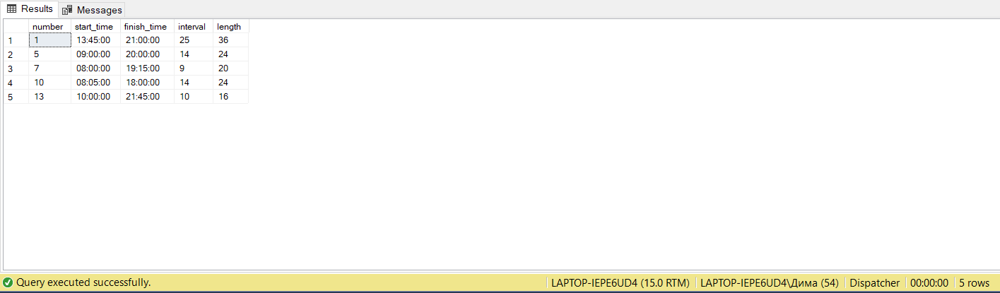 Results Messages
number start_time finish_time interval length
1 1 13:45:00 21:00:00 25 36
2 5 09:00:00 20:00:00 14 24
3 7 08:00:00 19:15:00 9 20
4 10 08:05:00 18:00:00 14 24
5 13 10:00:00 21:45:00 10 16
Query executed successfully. LAPTOP-IEPE6UD4 (15.0 RTM) LAPTOP-IEPE6UD4\Дима (54) Dispatcher 00:00:00 5 rows